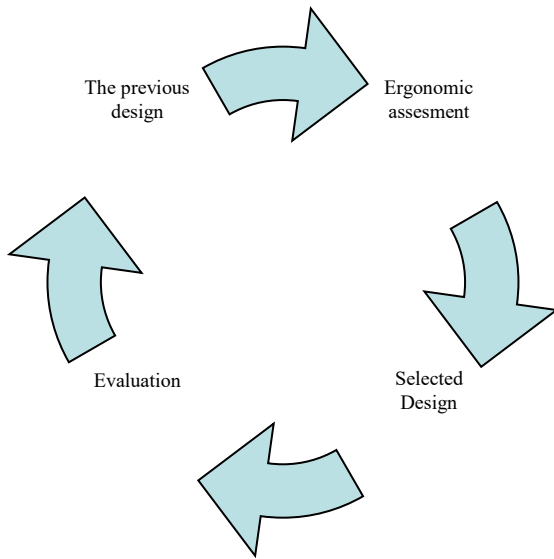 The previous
design
Ergonomic
assesment
Selected
Design
Evaluation